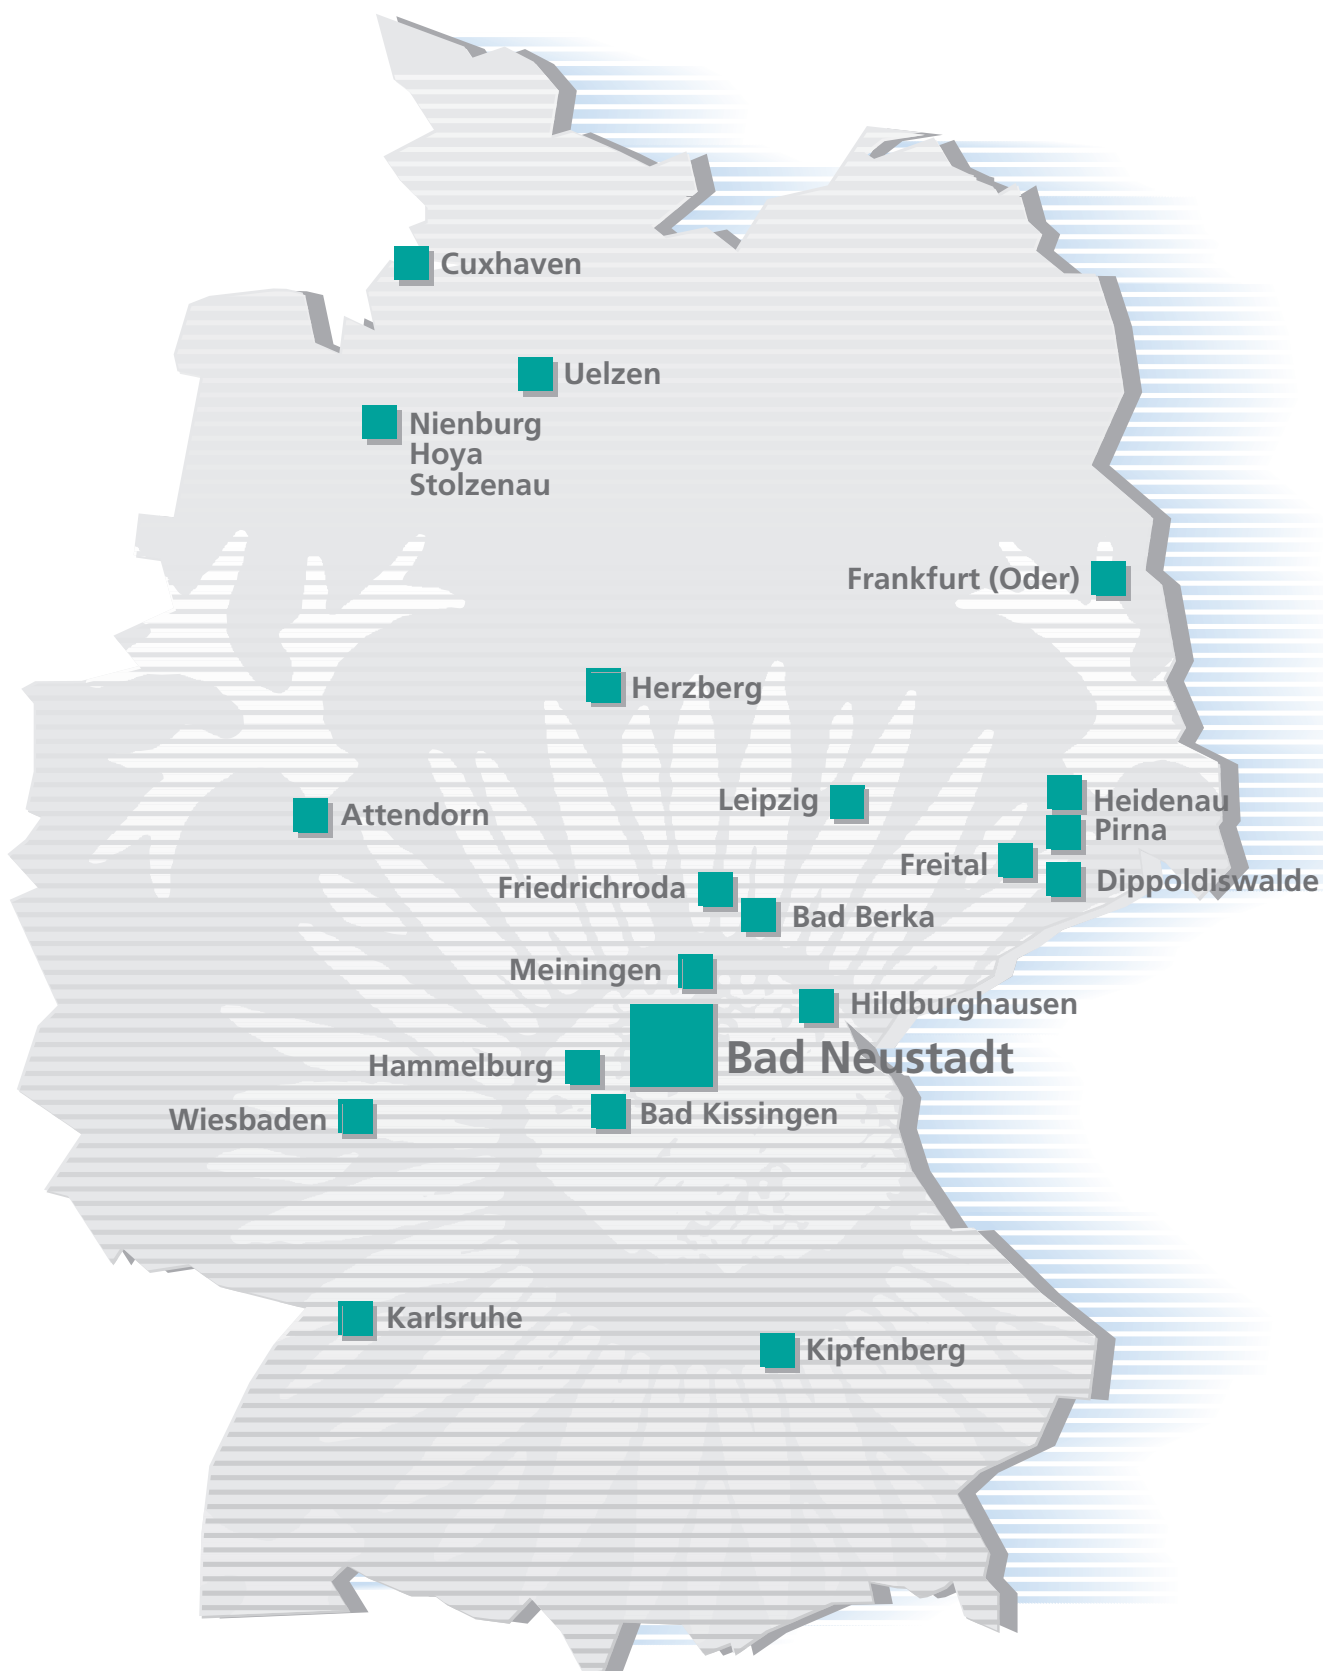 Cuxhaven
Uelzen
Nienburg
Hoya
Stolzenau
Frankfurt (Oder)
Herzberg
Leipzig
Heidenau
Attendorn
Pirna
Freital
Dippoldiswalde
Friedrichroda
Bad Berka
Meiningen
Hildburghausen
Bad Neustadt
Hammelburg
Bad Kissingen
Wiesbaden
Karlsruhe
Kipfenberg